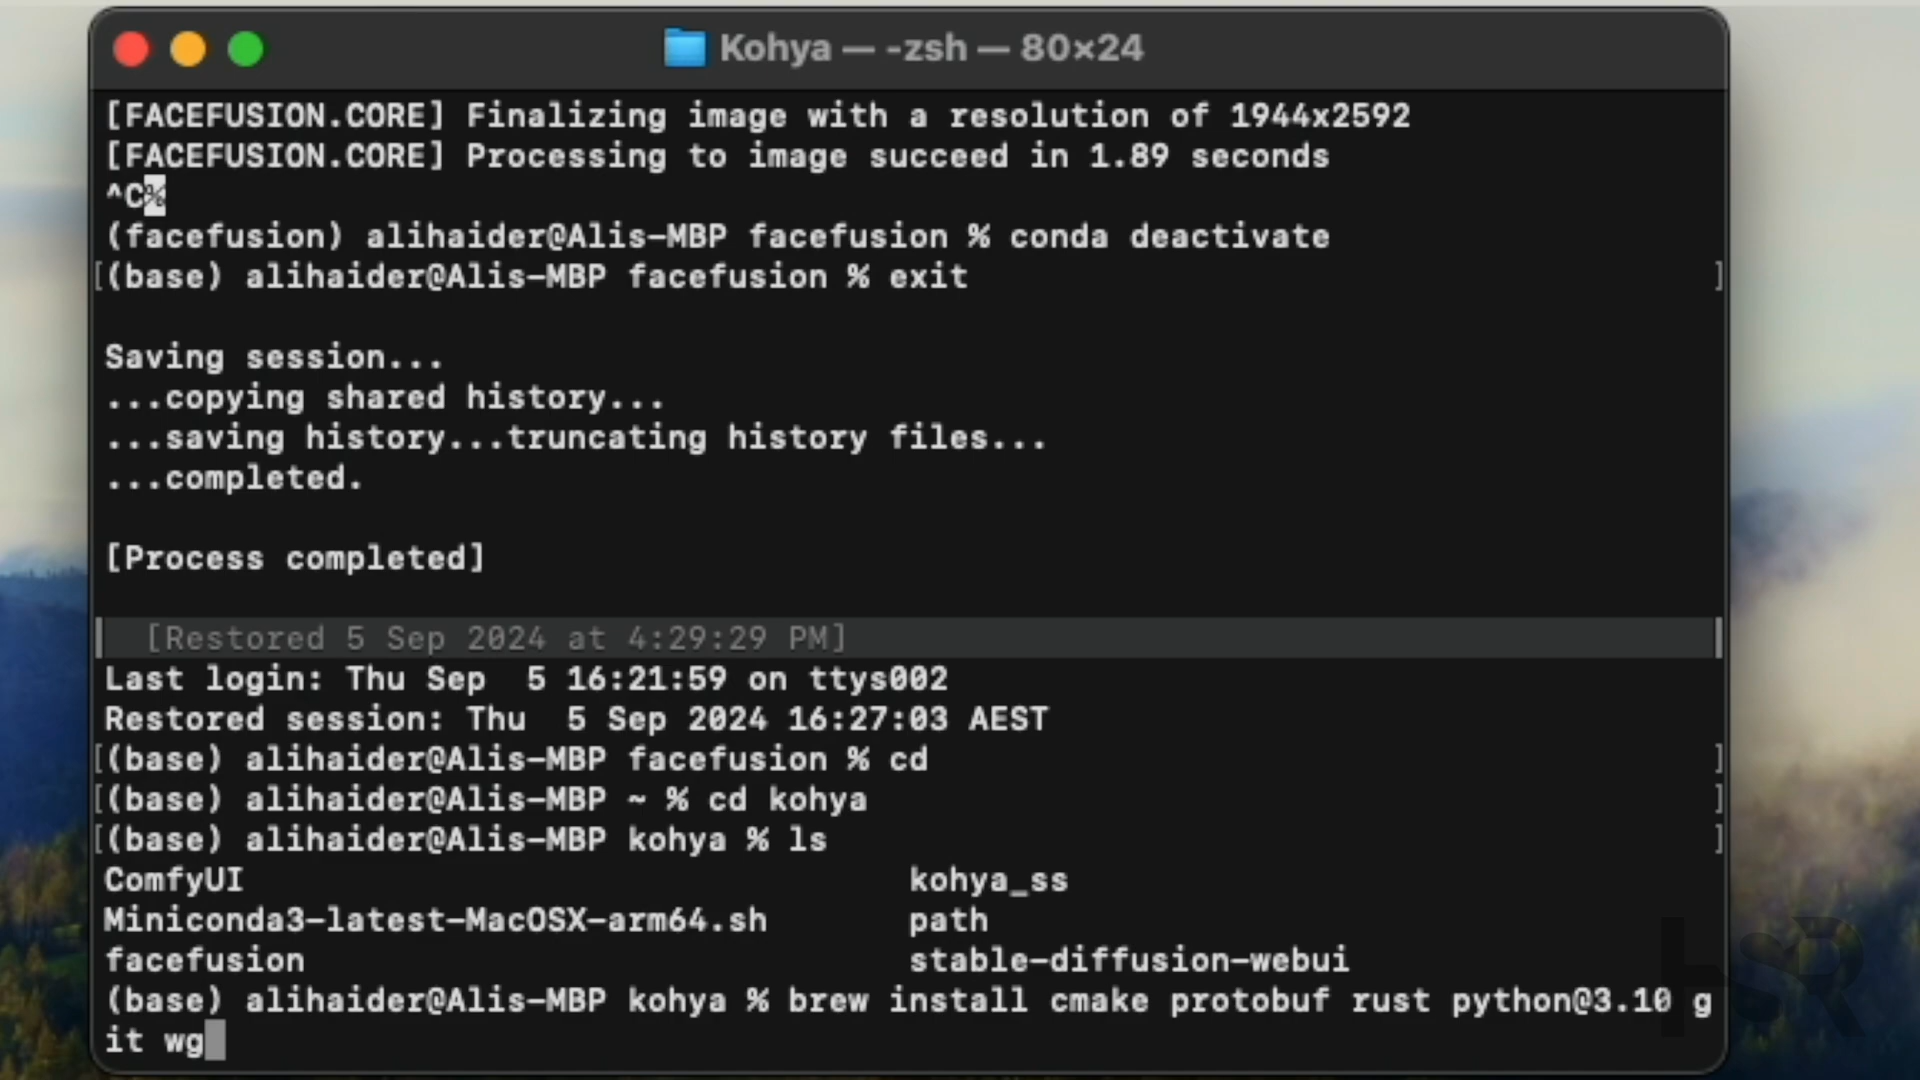 Kohya — -zsh — 80×24
[FACEFUSION.CORE] Finalizing image with a resolution of 1944x2592
[FACEFUSION.CORE] Processing to image succeed in 1.89 seconds
^C%
(facefusion) alihaider@Alis-MBP facefusion % conda deactivate
[(base) alihaider@Alis-MBP facefusion % exit ]
Saving session...
...copying shared history...
...saving history...truncating history files...
...completed.
[Process completed]
[Restored 5 Sep 2024 at 4:29:29 PM]
Last login: Thu Sep  5 16:21:59 on ttys002
Restored session: Thu  5 Sep 2024 16:27:03 AEST
[(base) alihaider@Alis-MBP facefusion % cd ]
[(base) alihaider@Alis-MBP ~ % cd kohya ]
[(base) alihaider@Alis-MBP kohya % ls ]
ComfyUI kohya_ss
Miniconda3-latest-MacOSX-arm64.sh path
facefusion stable-diffusion-webui
(base) alihaider@Alis-MBP kohya % brew install cmake protobuf rust python@3.10 g
it wg